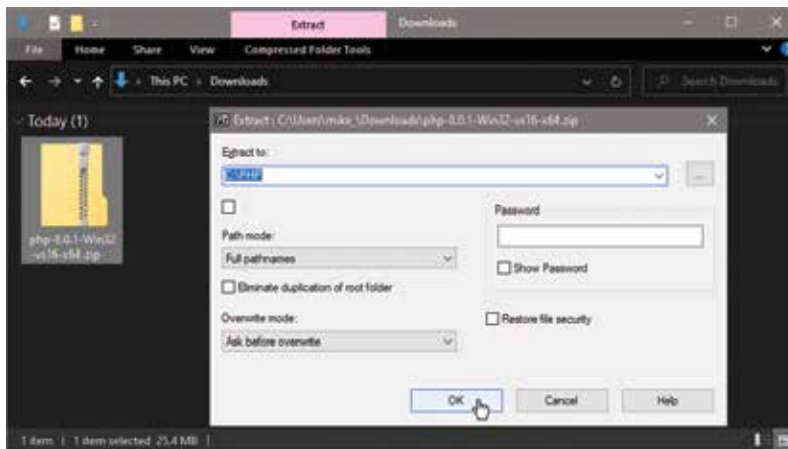 Extract
Downloads
File
Home
Share
View
Compressed Folder Tools
This PC
Downloads
Search Downloads
Today (1)
php-8.0.1-Win32
-vs16-x64.zip
Extract : C:\Users\mike_\Downloads\php-8.0.1-Win32-vs16-x64.zip
Extract to:
C:\PHP
...
Path mode:
Full pathnames
Eliminate duplication of root folder
Overwrite mode:
Ask before overwrite
Password
Show Password
Restore file security
OK
Cancel
Help
1 item
1 item selected 25.4 MB